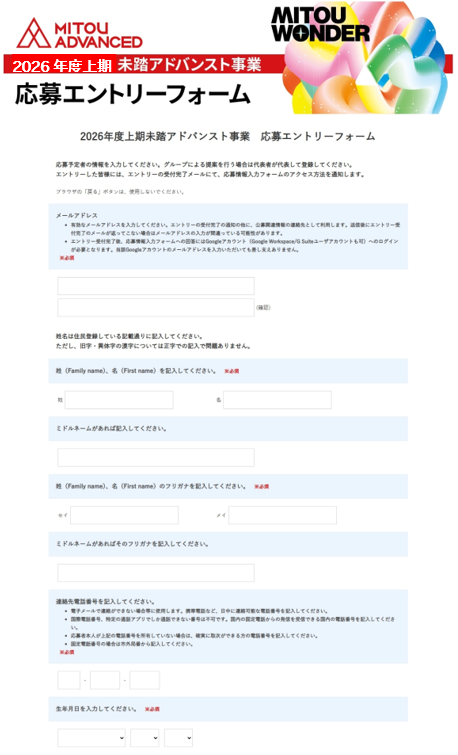 MITOU
ADVANCED
MITOU
WONDER
2026年度上期 未踏アドバンスト事業
応募エントリーフォーム
2026年度上期未踏アドバンスト事業　応募エントリーフォーム
応募予定者の情報を入力してください。グループによる提案を行う場合は代表者が代表して登録してください。
エントリーした皆様には、エントリーの受付完了メールにて、応募情報入力フォームのアクセス方法を通知します。
ブラウザの「戻る」ボタンは、使用しないでください。
メールアドレス
• 有効なメールアドレスを入力してください。エントリーの受付完了の通知の他に、公募関連情報の連絡先として利用します。送信後にエントリー受
付完了のメールが送ってこない場合はメールアドレスの入力が間違っている可能性があります。
• エントリー受付完了後、応募情報入力フォームへの回答にはGoogleアカウント（Google Workspace/G.Suiteユーザアカウントも可）へのログイン
が必要となります。当該Googleアカウントのメールアドレスを入力いただいても差し支えありません。
※必須
(確認)
姓名は住民登録している記載通りに記入してください。
ただし、旧字・異体字の漢字については正字での記入で問題ありません。
姓（Family name）、名（First name）を記入してください。 ※必須
姓 名
ミドルネームがあれば記入してください。
姓（Family name）、名（First name）のフリガナを記入してください。 ※必須
セイ メイ
ミドルネームがあればそのフリガナを記入してください。
連絡先電話番号を記入してください。
• 電子メールで連絡ができない場合等に使用します。携帯電話など、日中に連絡可能な電話番号を記入してください。
• 国際電話番号、特定の通話アプリでしか通話できない番号は不可です。国内の固定電話からの発信を受信できる国内の電話番号を記入してくださ
い。
• 応募者本人が上記の電話番号を所有していない場合は、確実に取次ができる方の電話番号を記入してください。
• 固定電話番号の場合は市外局番から記入してください。
※必須
- -
生年月日を入力してください。 ※必須